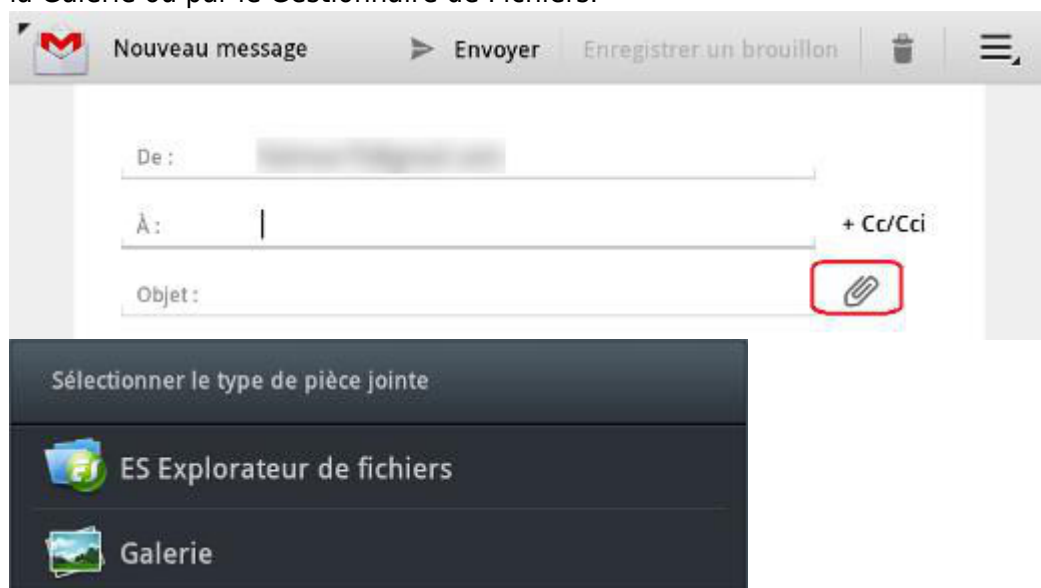 la Galerie ou par le Gestionnaire de Fichiers.
Nouveau message Envoyer Enregistrer un brouillon
De :
À : + Cc/Cci
Objet :
Sélectionner le type de pièce jointe
ES Explorateur de fichiers
Galerie